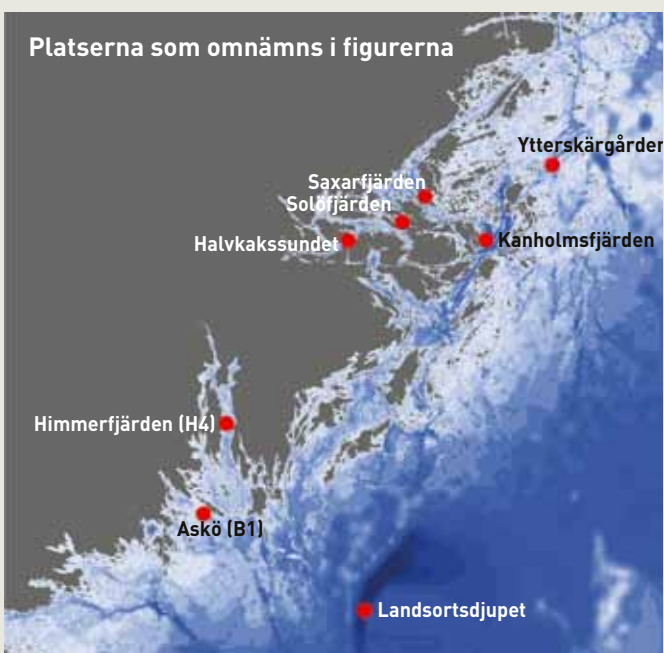 Platserna som omnämns i figurerna
Ytterskärgården
Saxarfjärden
Solöfjärden
Halvkakssundet
Kanholmsfjärden
Himmerfjärden (H4)
Askö (B1)
Landsortsdjupet